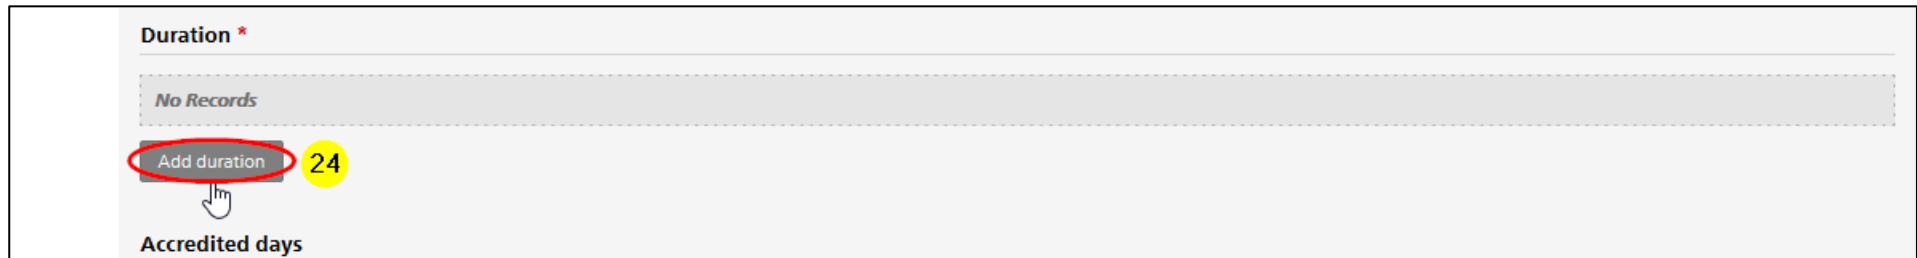 Duration *
No Records
Add duration 24
Accredited days